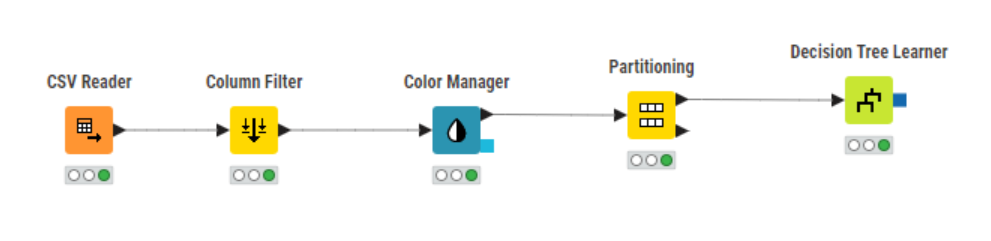 CSV Reader
Column Filter
Color Manager
Partitioning
Decision Tree Learner